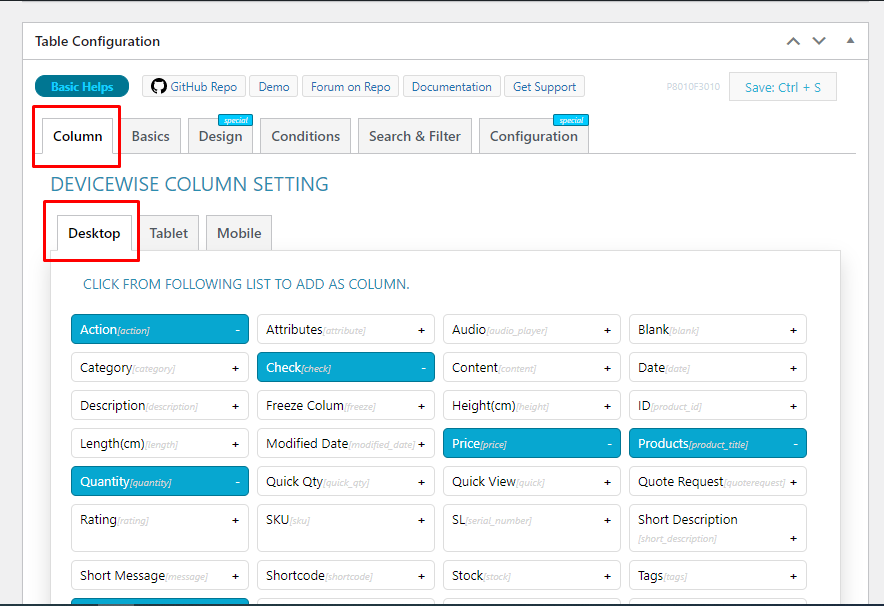 Table Configuration
Basic Helps GitHub Repo Demo Forum on Repo Documentation Get Support P8010F3010 Save: Ctrl + S
special special
Column Basics Design Conditions Search & Filter Configuration
DEVICEWISE COLUMN SETTING
Desktop Tablet Mobile
CLICK FROM FOLLOWING LIST TO ADD AS COLUMN.
Action[action] - Attributes[attribute] + Audio[audio_player] + Blank[blank] +
Category[category] + Check[check] - Content[content] + Date[date] +
Description[description] + Freeze Colum[freeze] + Height(cm)[height] + ID[product_id] +
Length(cm)[length] + Modified Date[modified_date] + Price[price] - Products[product_title] -
Quantity[quantity] - Quick Qty[quick_qty] + Quick View[quick] + Quote Request[quoterequest] +
Rating[rating] + SKU[sku] + SL[serial_number] + Short Description
[short_description] +
Short Message[message] + Shortcode[shortcode] + Stock[stock] + Tags[tags] +